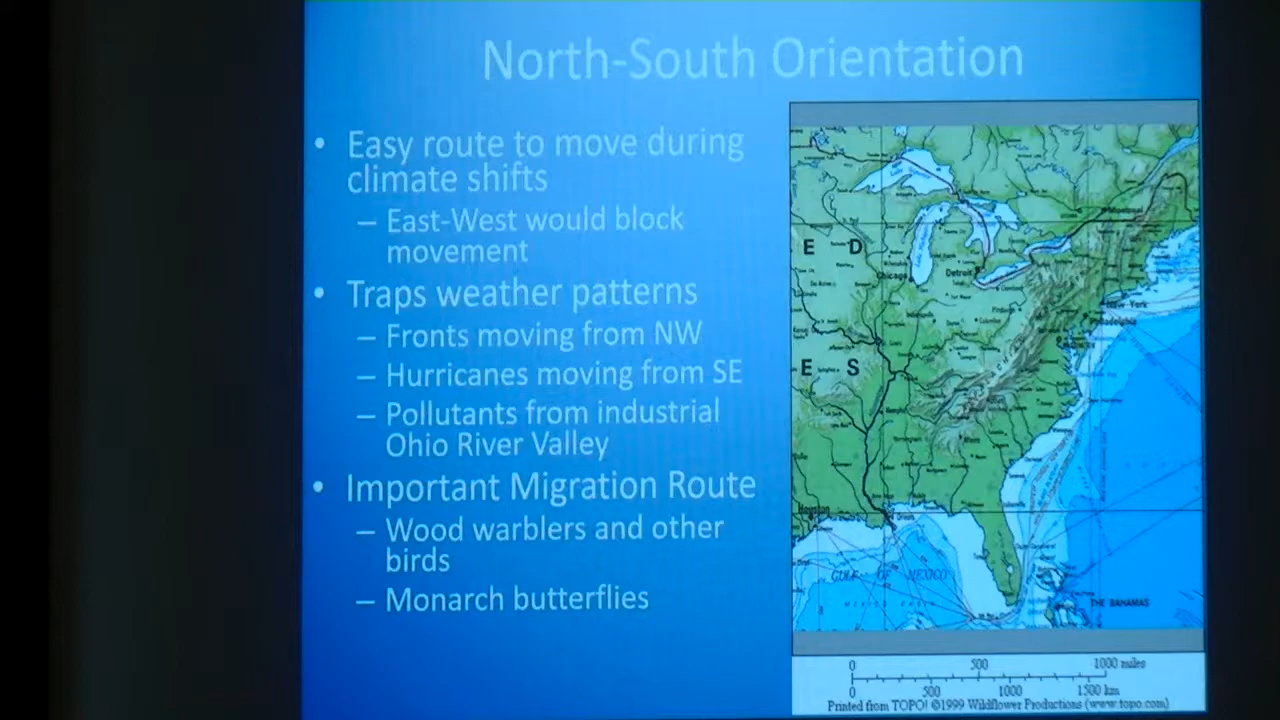 North-South Orientation
• Easy route to move during
climate shifts
– East-West would block
movement
• Traps weather patterns
– Fronts moving from NW
– Hurricanes moving from SE
– Pollutants from industrial
Ohio River Valley
• Important Migration Route
– Wood warblers and other
birds
– Monarch butterflies
Montreal
E D
Chicago
Detroit
New York
Philadelphia
E S
Houston
GULF OF MEXICO
THE BAHAMAS
0 500 1000 miles
0 500 1000 1500 km
Printed from TOPO! ©1999 Wildflower Productions (www.topo.com)